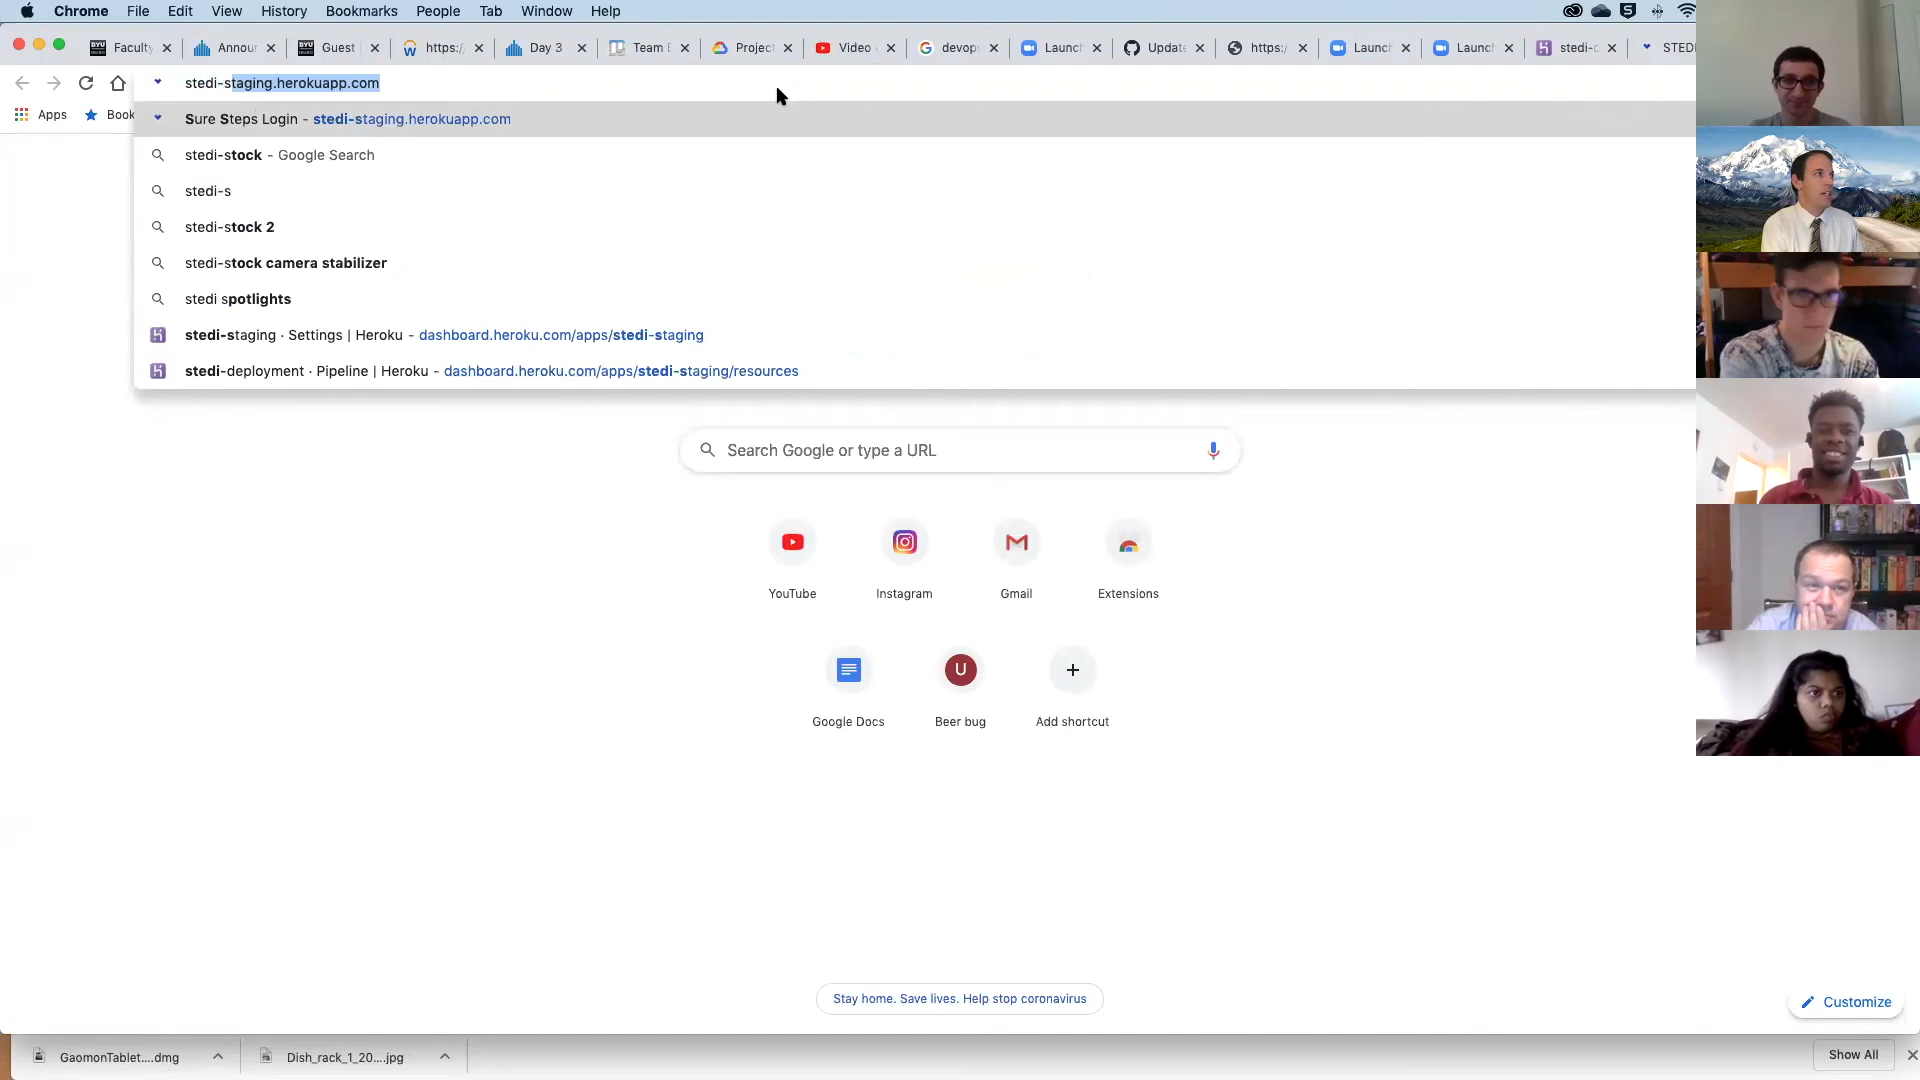 Chrome File Edit View History Bookmarks People Tab Window Help
Faculty Annou Guest https:/ Day 3 Team E Project Video devops Launch Update https: Launch Launch stedi-c STEDI
stedi-staging.herokuapp.com
Apps Book
Sure Steps Login - stedi-staging.herokuapp.com
stedi-stock - Google Search
stedi-s
stedi-stock 2
stedi-stock camera stabilizer
stedi spotlights
stedi-staging · Settings | Heroku - dashboard.heroku.com/apps/stedi-staging
stedi-deployment · Pipeline | Heroku - dashboard.heroku.com/apps/stedi-staging/resources
Search Google or type a URL
YouTube Instagram Gmail Extensions
U
Google Docs Beer bug Add shortcut
Stay home. Save lives. Help stop coronavirus
Customize
GaomonTablet....dmg Dish_rack_1_20....jpg Show All